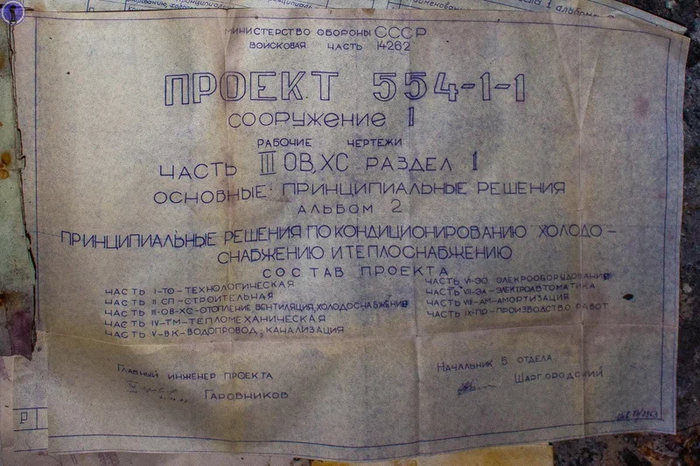 МИНИСТЕРСТВО ОБОРОНЫ СССР
ВОЙСКОВАЯ ЧАСТЬ 14262
ПРОЕКТ 554-1-1
СООРУЖЕНИЕ 1
РАБОЧИЕ ЧЕРТЕЖИ
ЧАСТЬ III ОВ,ХС РАЗДЕЛ 1
ОСНОВНЫЕ ПРИНЦИПИАЛЬНЫЕ РЕШЕНИЯ
АЛЬБОМ 2
ПРИНЦИПИАЛЬНЫЕ РЕШЕНИЯ ПО КОНДИЦИОНИРОВАНИЮ ХОЛОДО-
СНАБЖЕНИЮ И ТЕПЛОСНАБЖЕНИЮ
СОСТАВ ПРОЕКТА
ЧАСТЬ I-ТО-ТЕХНОЛОГИЧЕСКАЯ
ЧАСТЬ II СП-СТРОИТЕЛЬНАЯ
ЧАСТЬ III-ОВ-ХС-ОТОПЛЕНИЕ, ВЕНТИЛЯЦИЯ, ХОЛОДОСНАБЖЕНИЕ
ЧАСТЬ IV-ТМ-ТЕПЛОМЕХАНИЧЕСКАЯ
ЧАСТЬ V-ВК-ВОДОПРОВОД, КАНАЛИЗАЦИЯ
ЧАСТЬ VI-ЭО ЭЛЕКРООБОРУДОВАНИЕ
ЧАСТЬ VII-ЭА-ЭЛЕКТРОАВТОМАТИКА
ЧАСТЬ VIII-АМ-АМОРТИЗАЦИЯ
ЧАСТЬ IX-ПР-ПРОИЗВОДСТВО РАБОТ
ГЛАВНЫЙ ИНЖЕНЕР ПРОЕКТА
ГАРОВНИКОВ
НАЧАЛЬНИК 5 ОТДЕЛА
ШАРГОРОДСКИЙ
Р